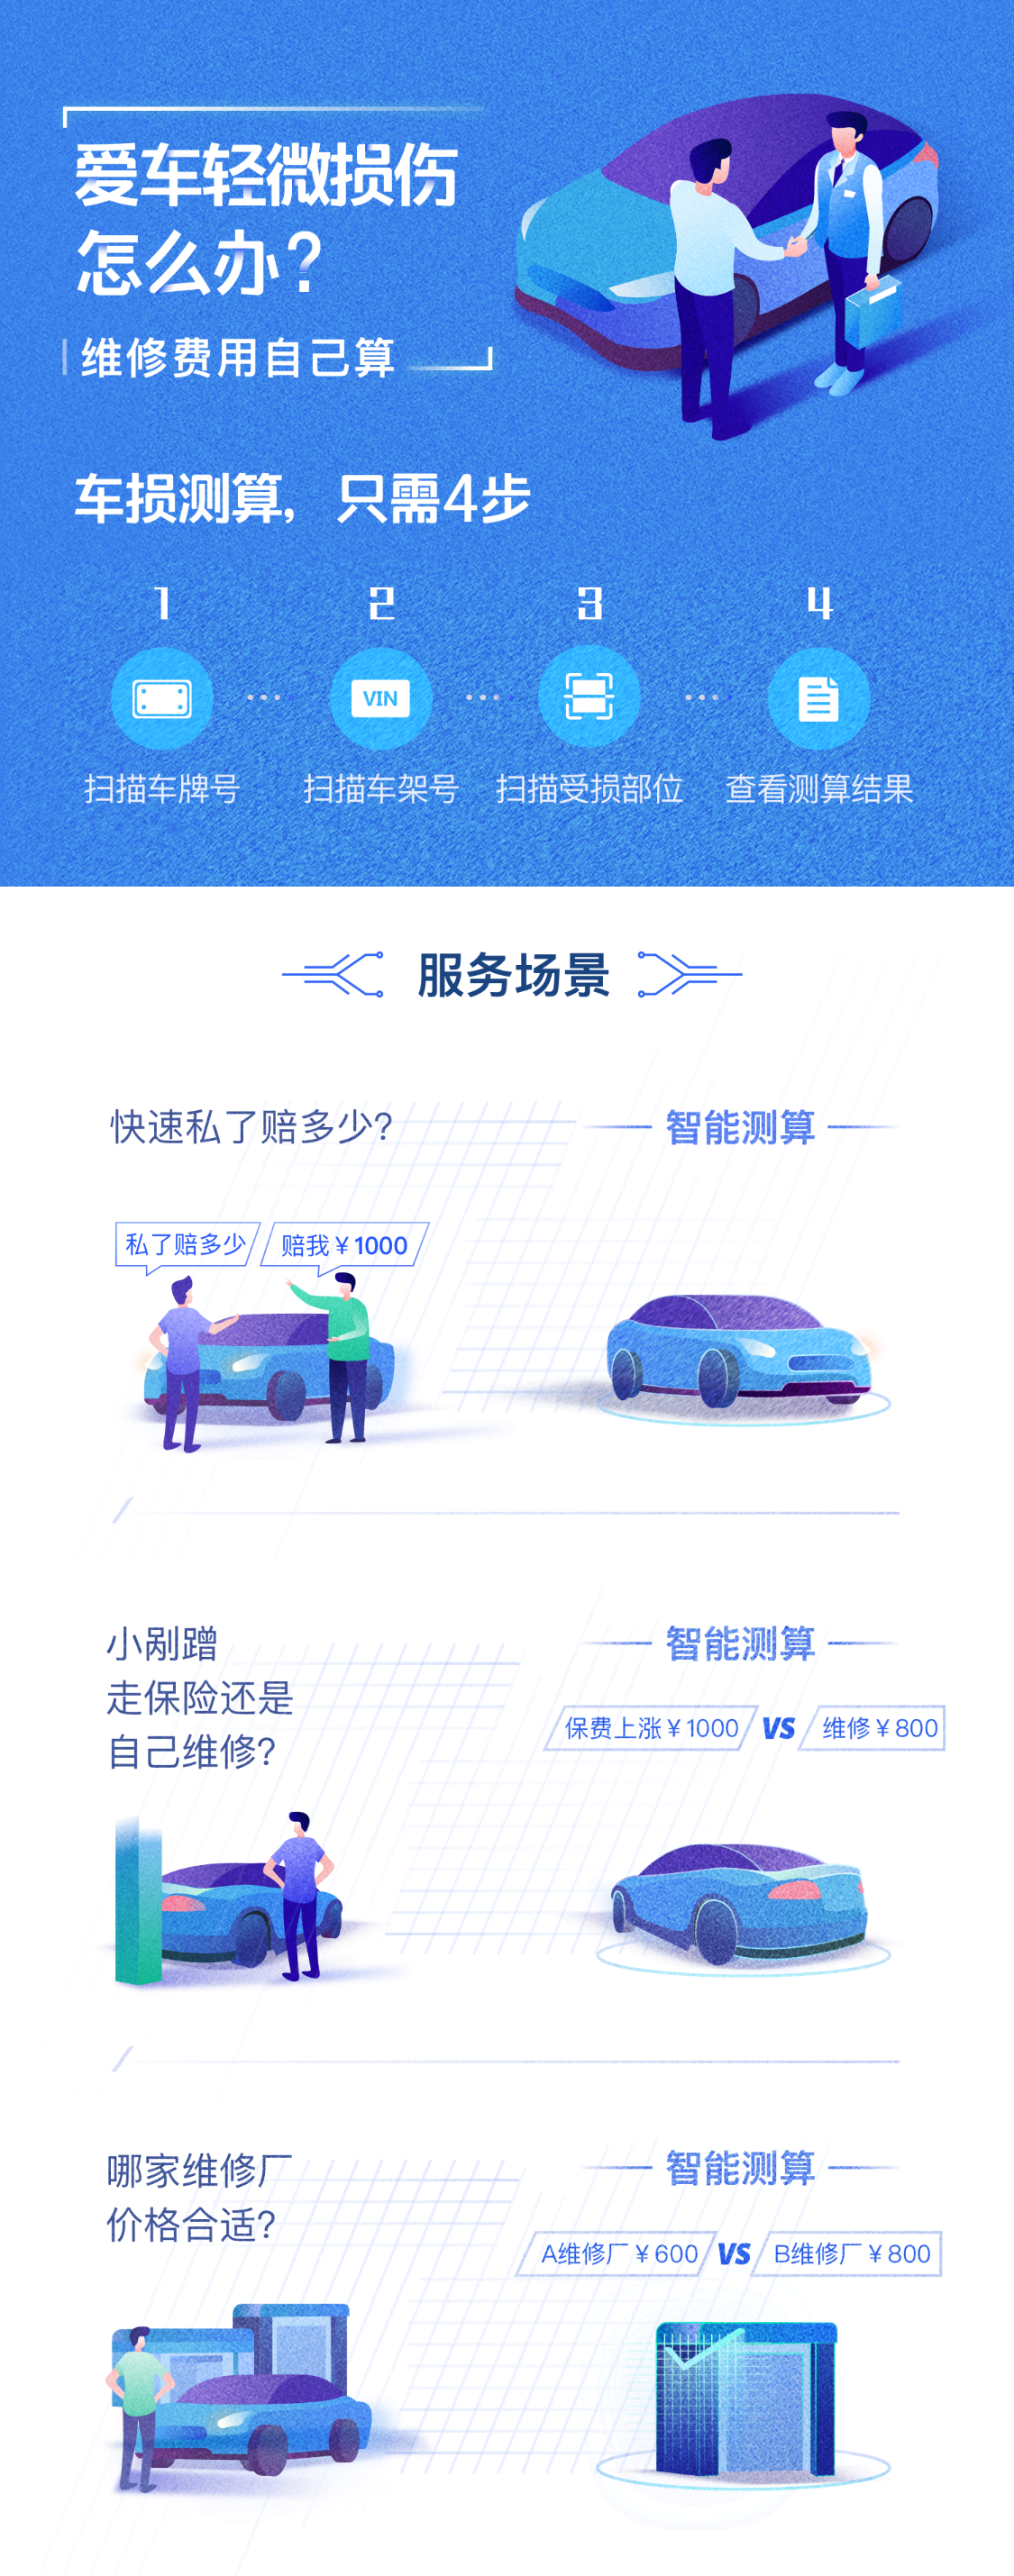 爱车轻微损伤
怎么办?
维修费用自己算
车损测算，只需4步
1
2
3
4
VIN
扫描车牌号
扫描车架号
扫描受损部位
查看测算结果
服务场景
快速私了赔多少?
智能测算
私了赔多少
赔我￥1000
小剐蹭
走保险还是
自己维修?
智能测算
保费上涨￥1000 VS 维修￥800
哪家维修厂
价格合适?
智能测算
A维修厂￥600 VS B维修厂￥800